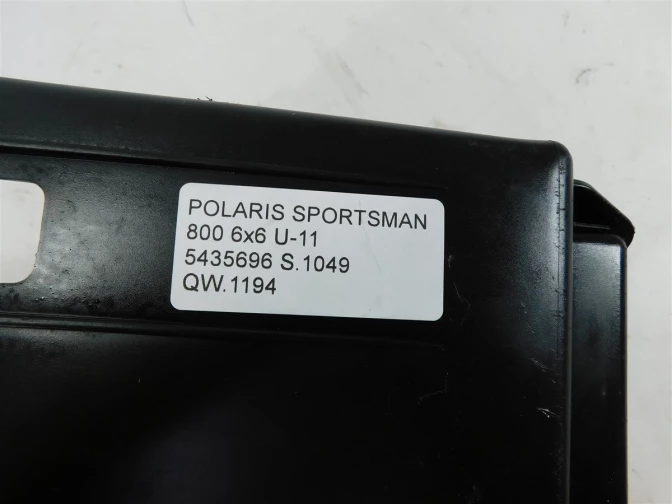 POLARIS SPORTSMAN
800 6x6 U-11
5435696 S.1049
QW.1194